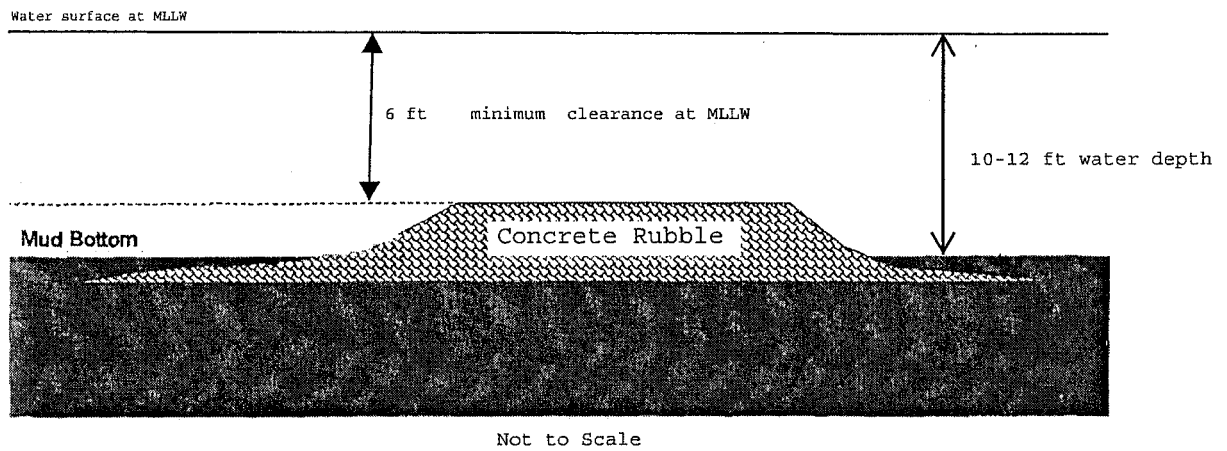 Water surface at MLLW
6 ft minimum clearance at MLLW
10-12 ft water depth
Mud Bottom
Concrete Rubble
Not to Scale